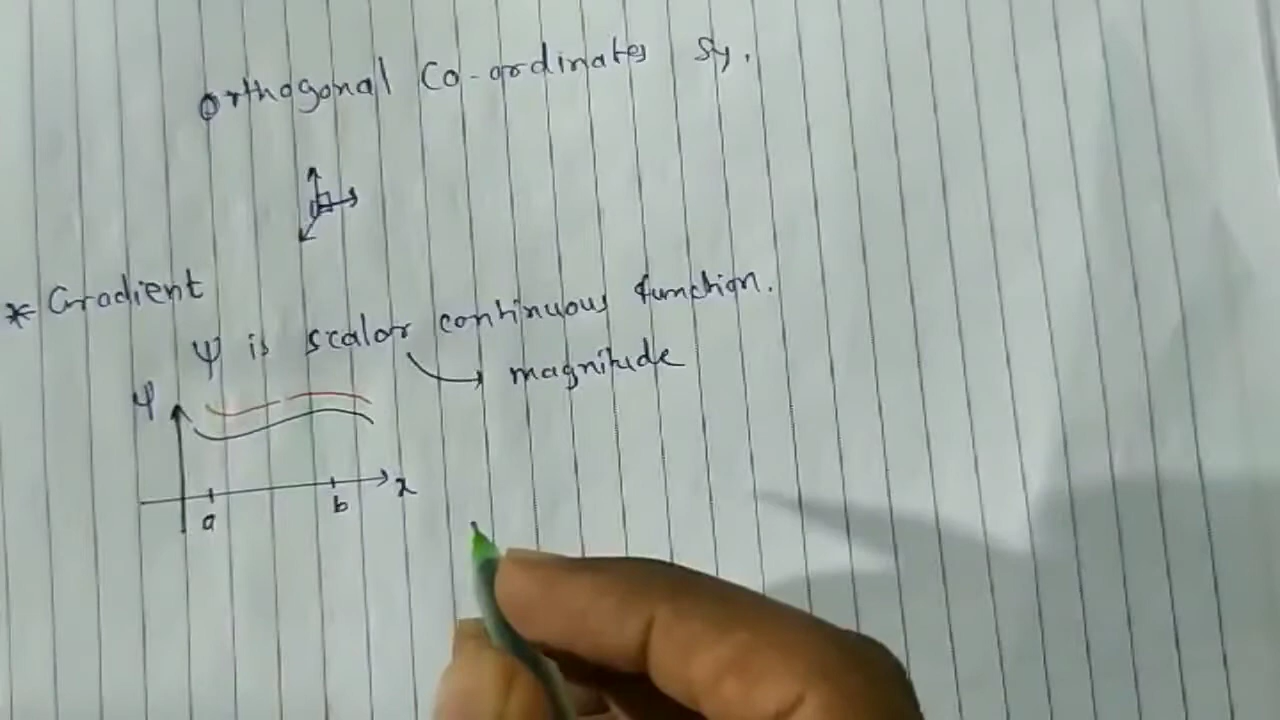 Orthogonal Co-ordinates Sy.
* Gradient
ψ is scalar continuous function.
magnitude
ψ
x
a
b